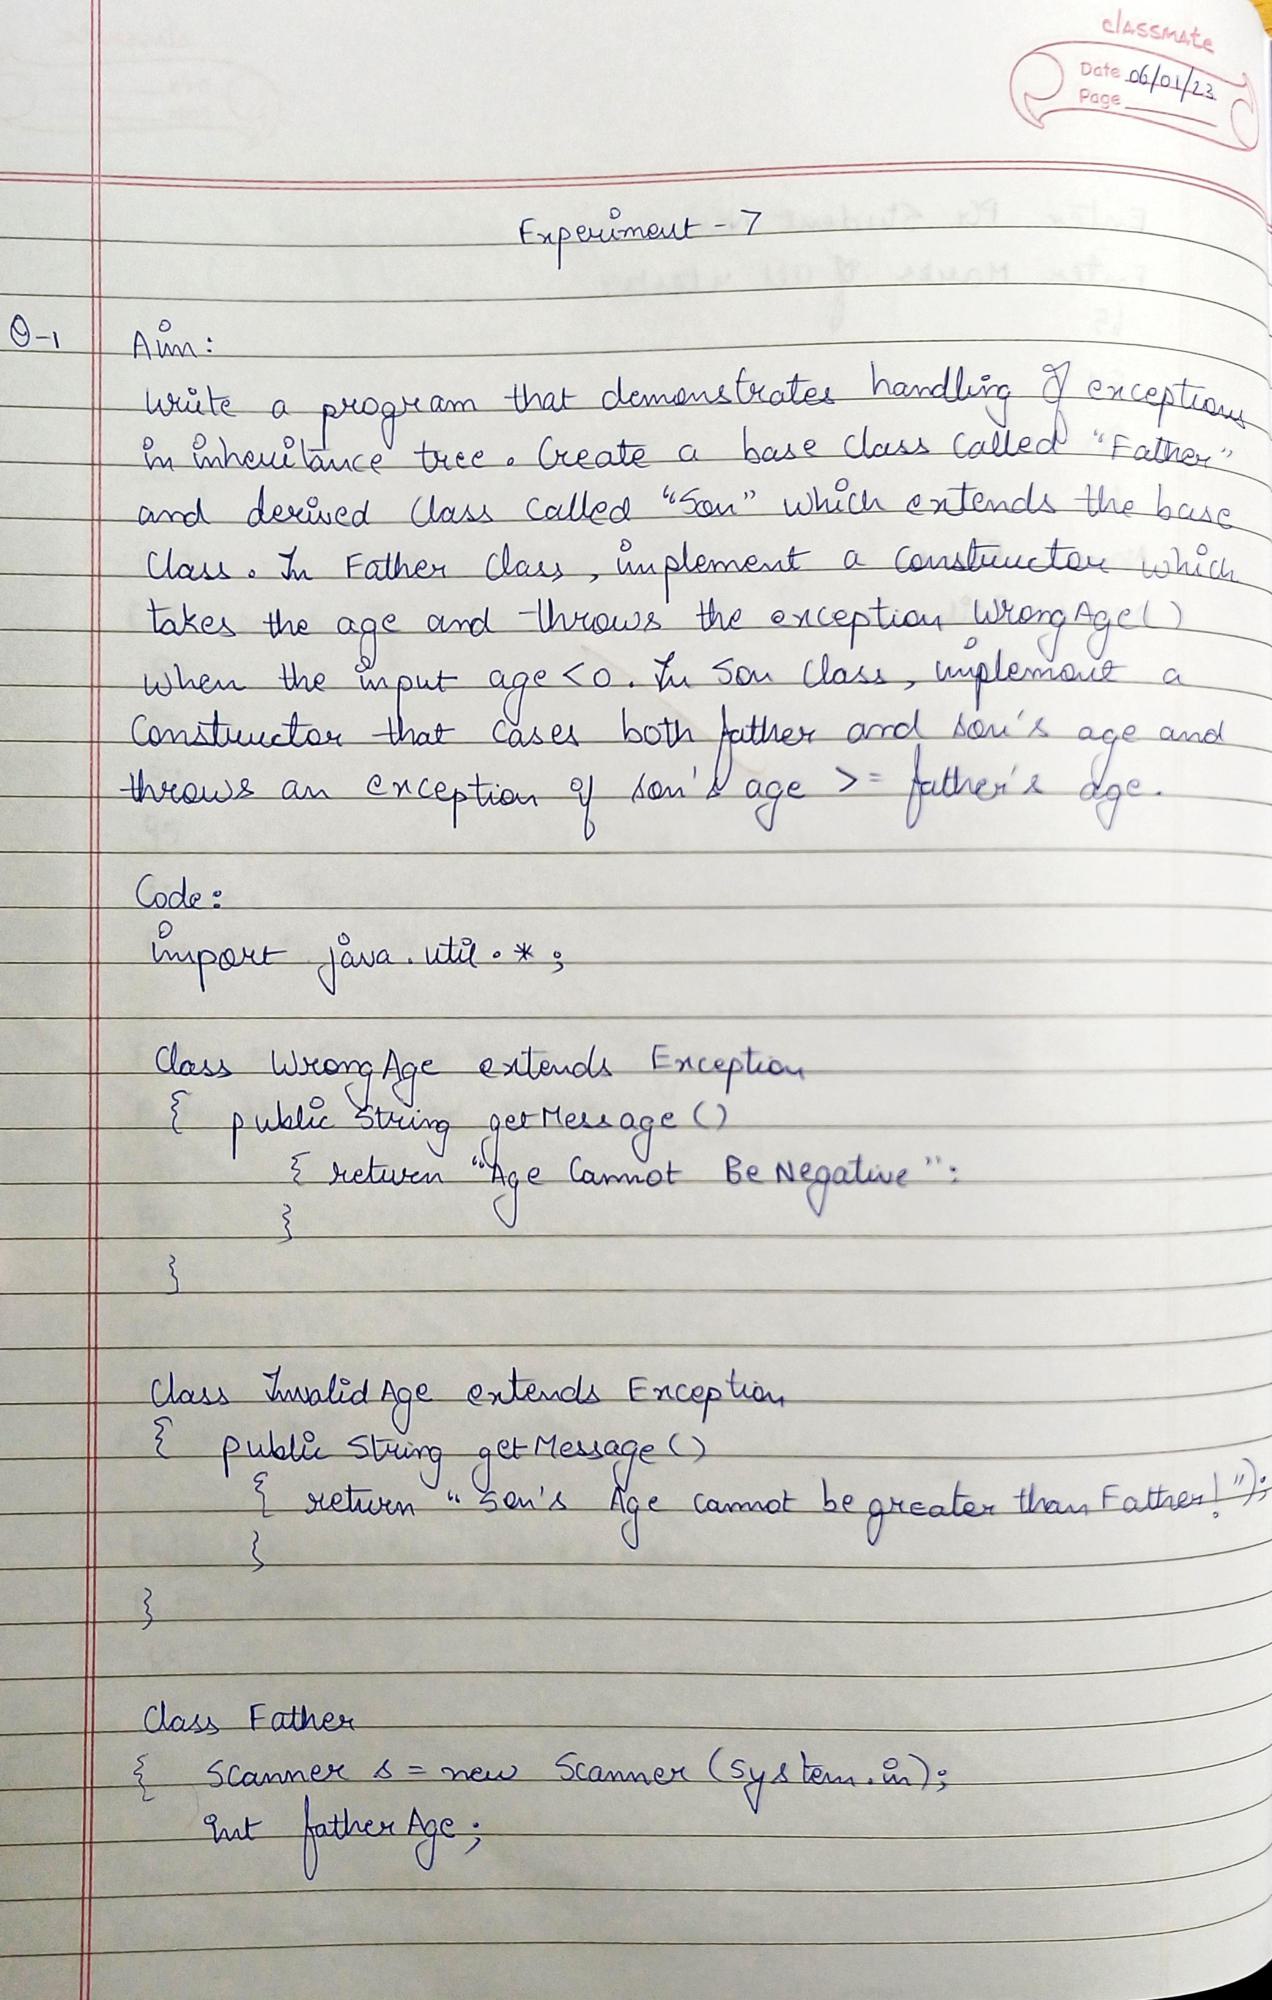 classmate
Date 06/01/23
Page
Experiment - 7
Q-1 Aim:
Write a program that demonstrates handling of exceptions
in inheritance tree. Create a base class called "Father"
and derived class called "Son" which extends the base
class. In Father class, implement a constructor which
takes the age and throws the exception WrongAge()
when the input age < 0. In Son class, implement a
constructor that cases both father and son's age and
throws an exception if son's age >= father's age.
Code:
import java.util.*;
class WrongAge extends Exception
{ public String getMessage()
{ return "Age Cannot Be Negative";
}
}
class InvalidAge extends Exception
{ public String getMessage()
{ return "Son's Age cannot be greater than Father!");
}
}
class Father
{ Scanner s = new Scanner (System.in);
int fatherAge;